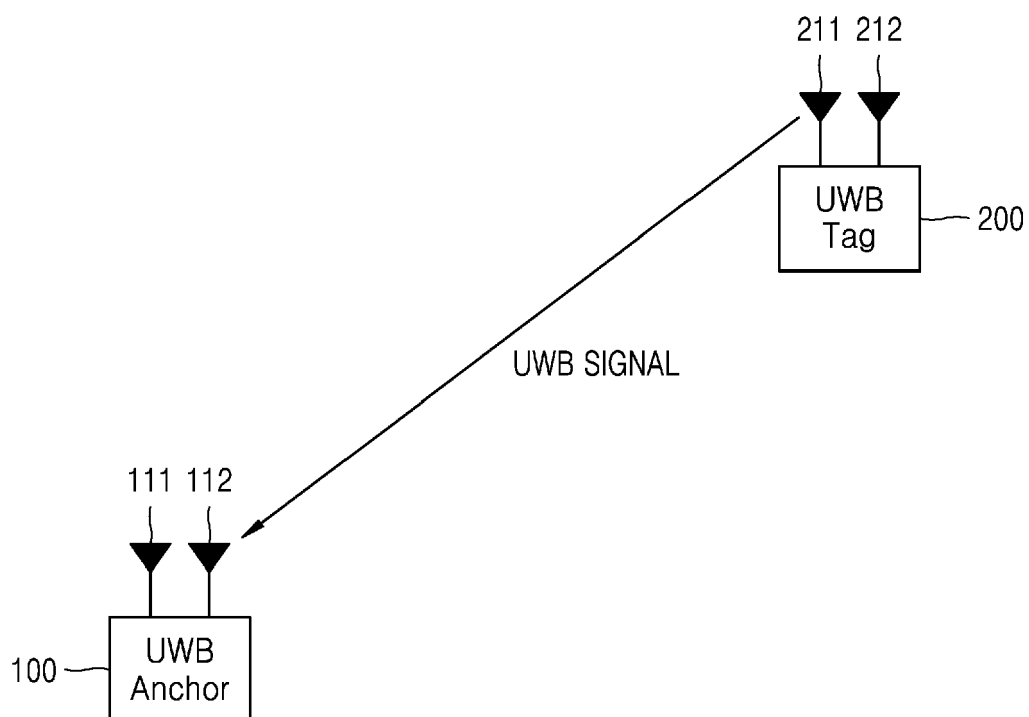 211 212
UWB
Tag
200
UWB SIGNAL
111 112
UWB
Anchor
100